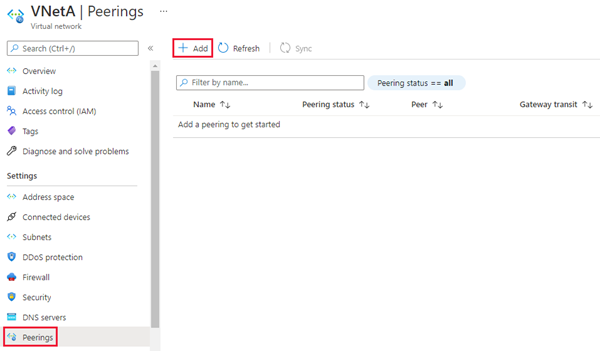 VNetA | Peerings ...
Virtual network
Search (Ctrl+/) «
Add Refresh Sync
Overview
Activity log
Access control (IAM)
Tags
Diagnose and solve problems
Settings
Address space
Connected devices
Subnets
DDoS protection
Firewall
Security
DNS servers
Peerings
Filter by name...
Peering status == all
Name ↑↓ Peering status ↑↓ Peer ↑↓ Gateway transit ↑↓
Add a peering to get started